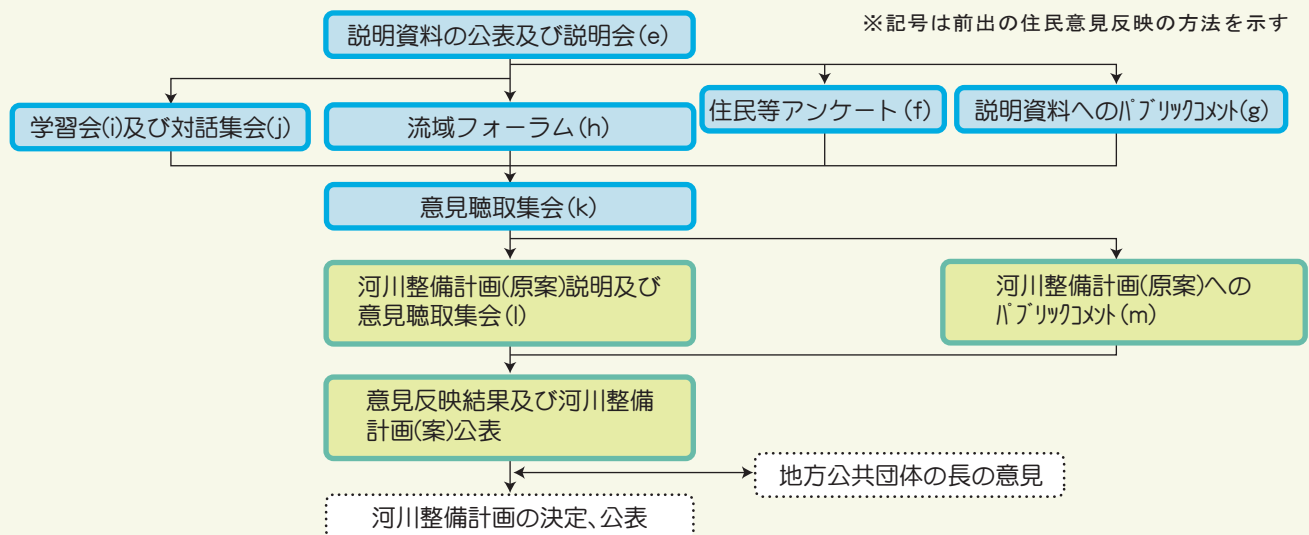 ※記号は前出の住民意見反映の方法を示す
説明資料の公表及び説明会(e)
学習会(i)及び対話集会(j)
流域フォーラム(h)
住民等アンケート(f)
説明資料へのﾊﾟﾌﾞﾘｯｸｺﾒﾝﾄ(g)
意見聴取集会(k)
河川整備計画(原案)説明及び
意見聴取集会(l)
河川整備計画(原案)への
ﾊﾟﾌﾞﾘｯｸｺﾒﾝﾄ(m)
意見反映結果及び河川整備
計画(案)公表
地方公共団体の長の意見
河川整備計画の決定、公表